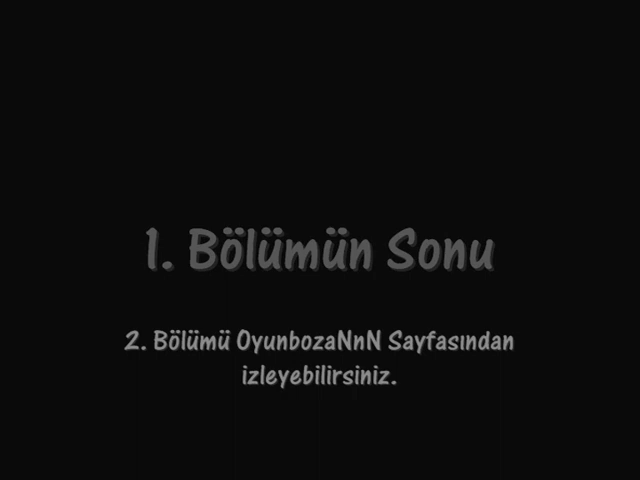 1. Bölümün Sonu
2. Bölümü OyunbozaNnN Sayfasından
izleyebilirsiniz.